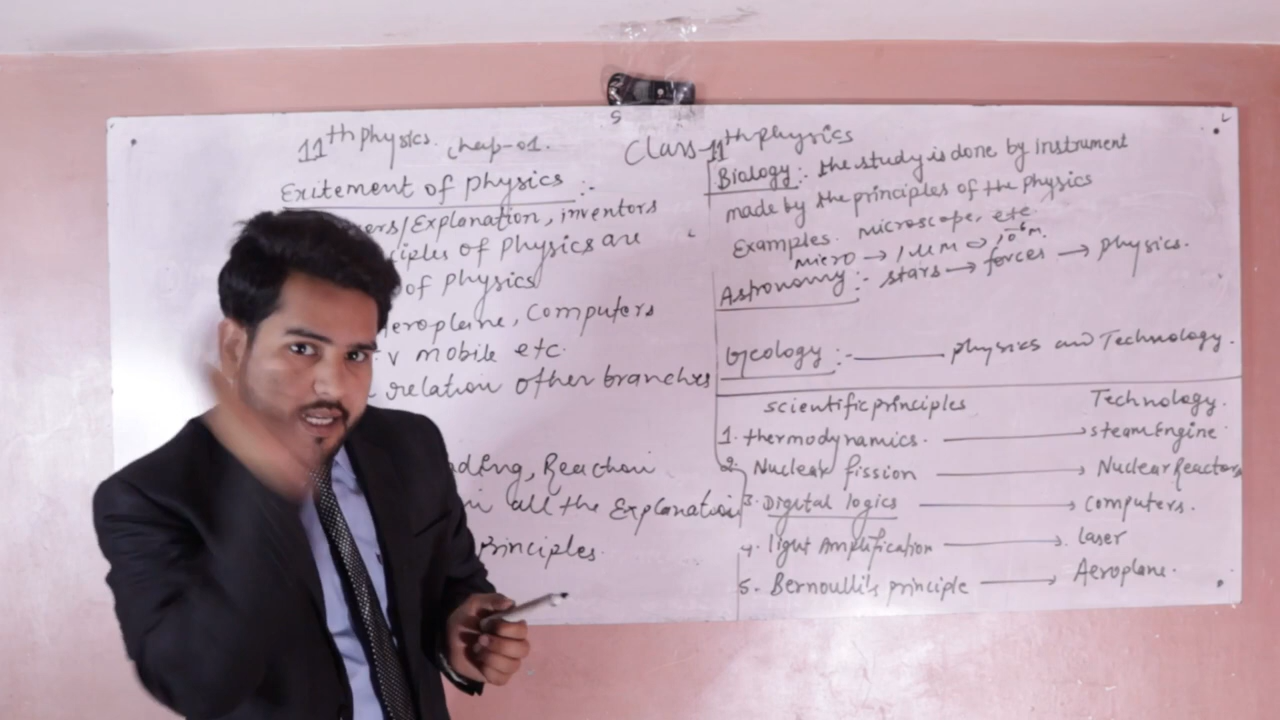 11th physics. chap-01.
Exitement of physics :-
ers/Explanation, inventors
iples of Physics are
of physics
eroplane, Computers
v mobile etc.
relation other branches
ading, Reaction
in all the Explanation
principles.
Class-11th physics
Biology:- the study is done by instrument
made by the principles of the physics
Examples. microscope, etc.
micro → 1 μm ⇨ 10⁻⁶m.
Astronomy:- stars → forces → physics.
Geology :- physics and Technology.
scientific principles Technology.
1. thermodynamics. → steam Engine
2. Nuclear fission → Nuclear Reactors
3. Digital logics → computers.
4. light Amplification → laser
5. Bernoulli's principle → Aeroplane.